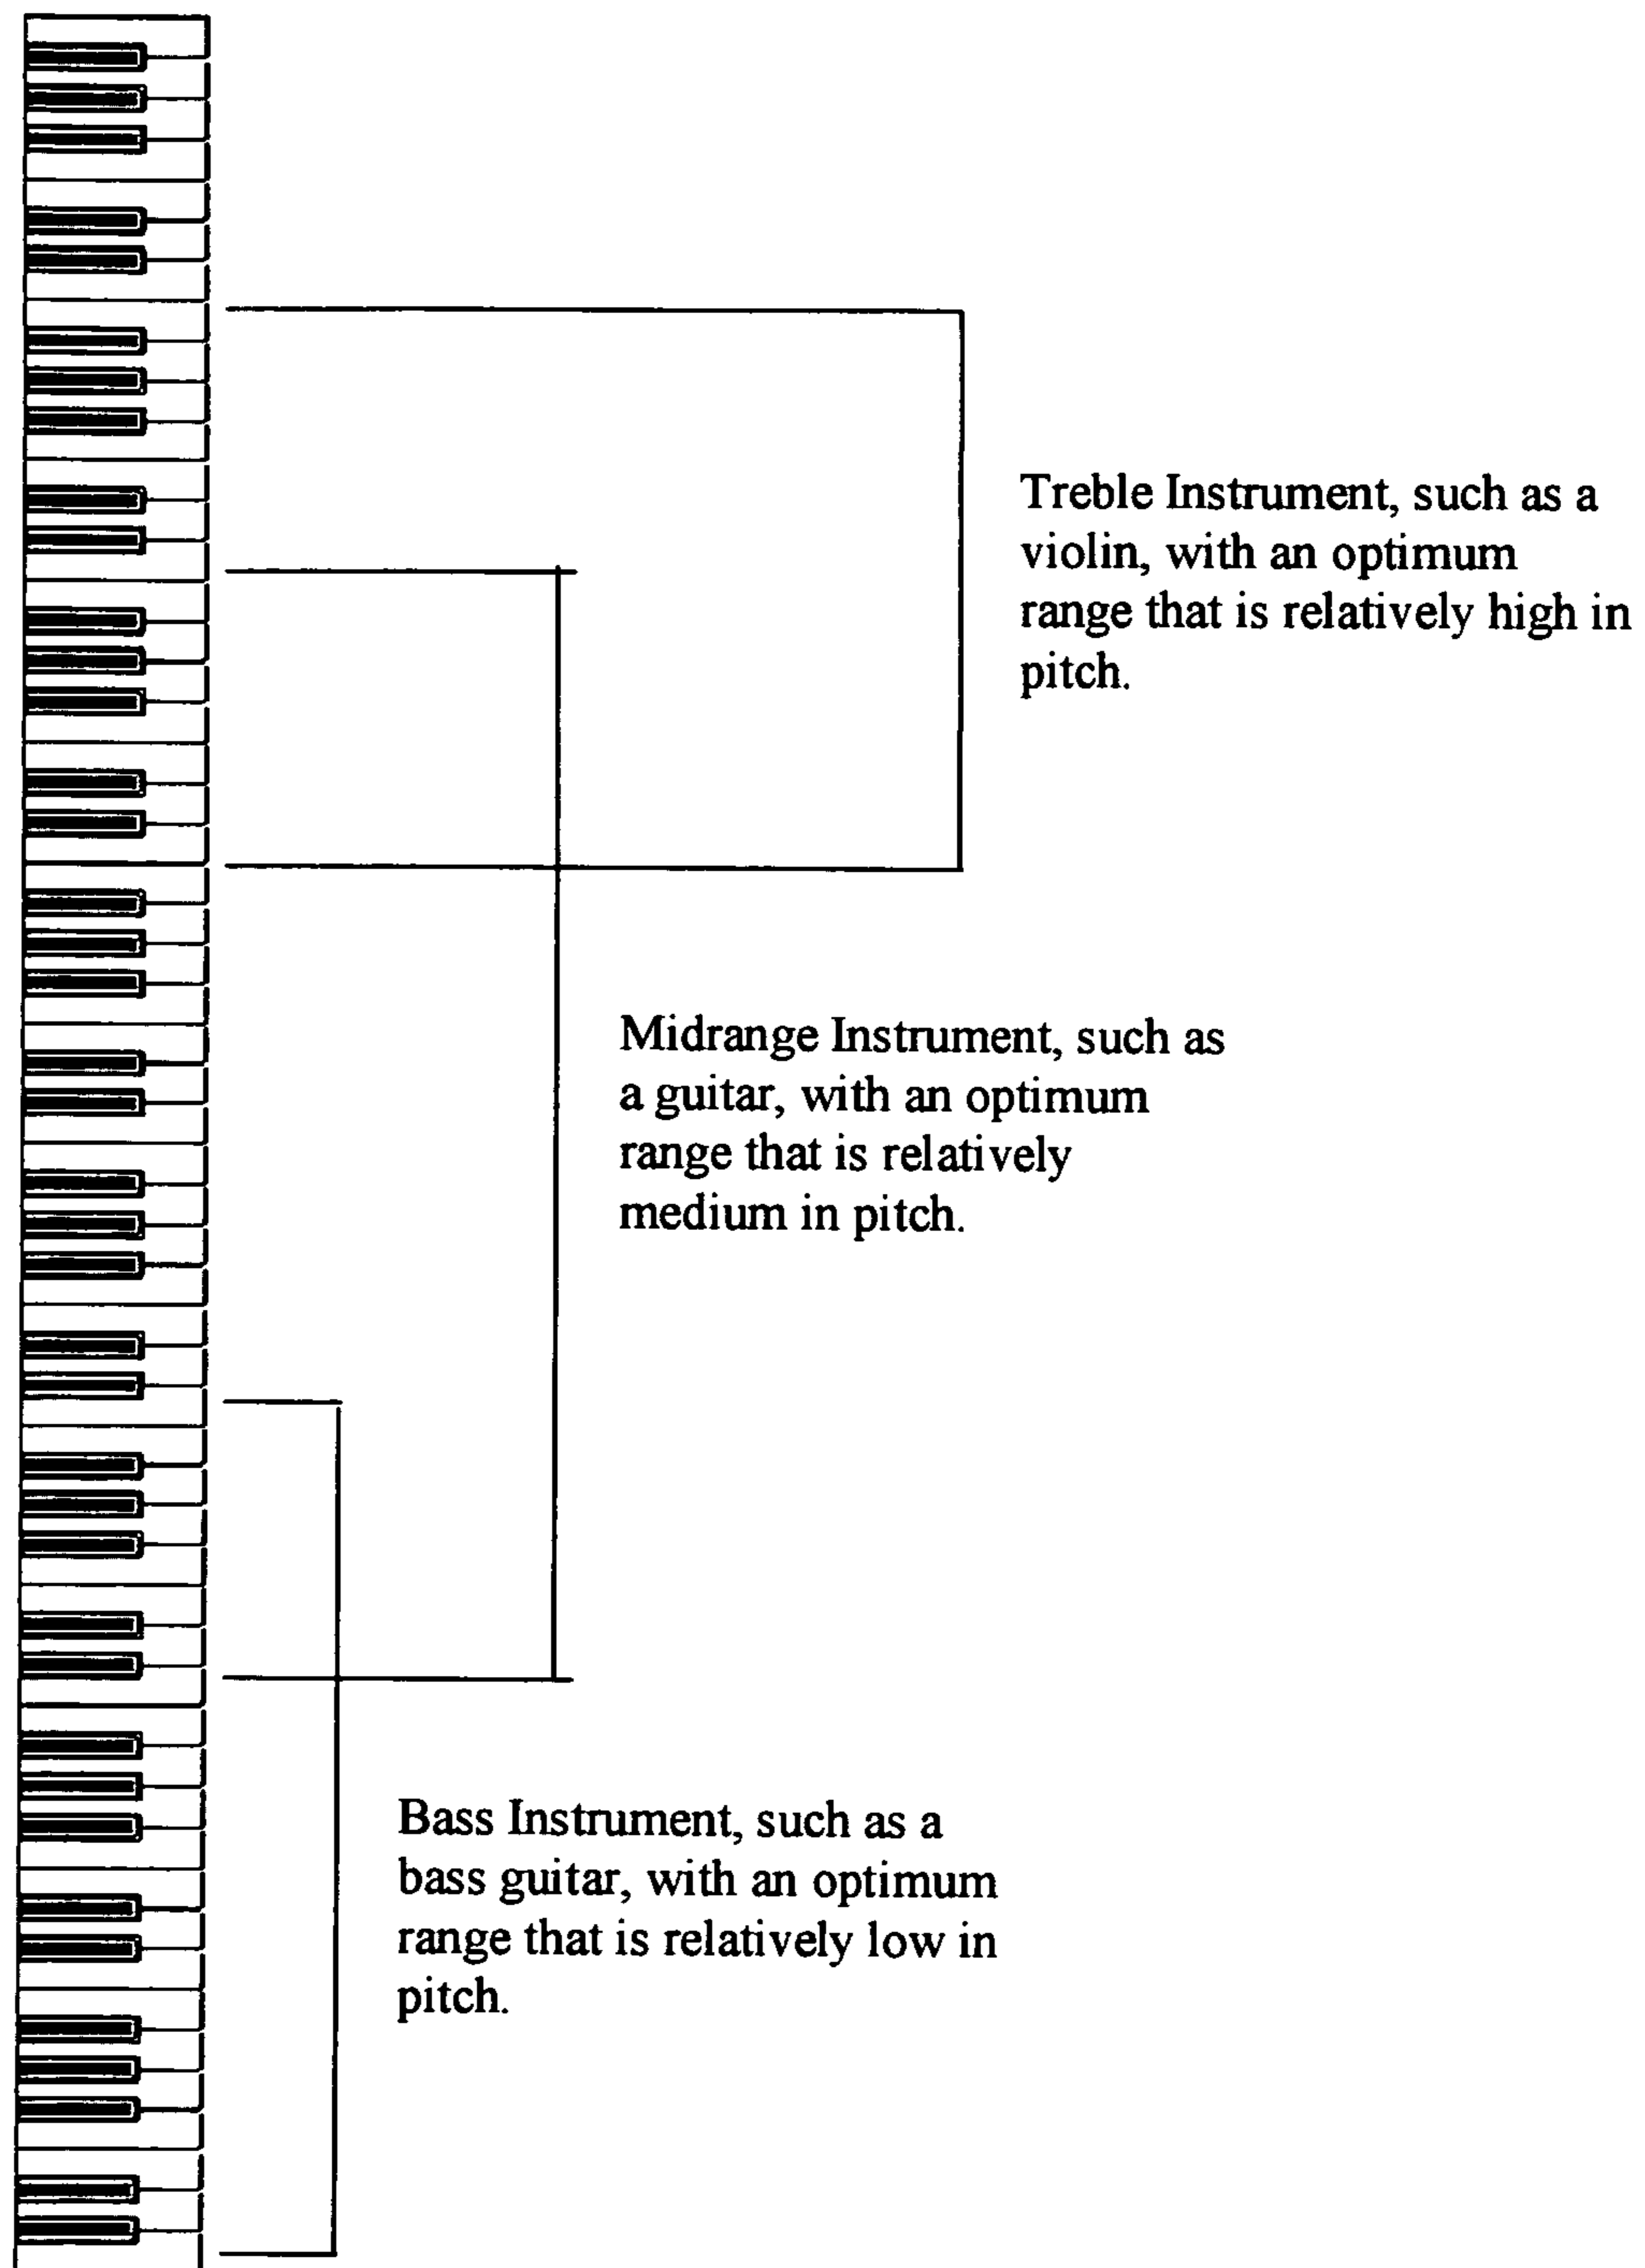 Treble Instrument, such as a
violin, with an optimum
range that is relatively high in
pitch.
Midrange Instrument, such as
a guitar, with an optimum
range that is relatively
medium in pitch.
Bass Instrument, such as a
bass guitar, with an optimum
range that is relatively low in
pitch.